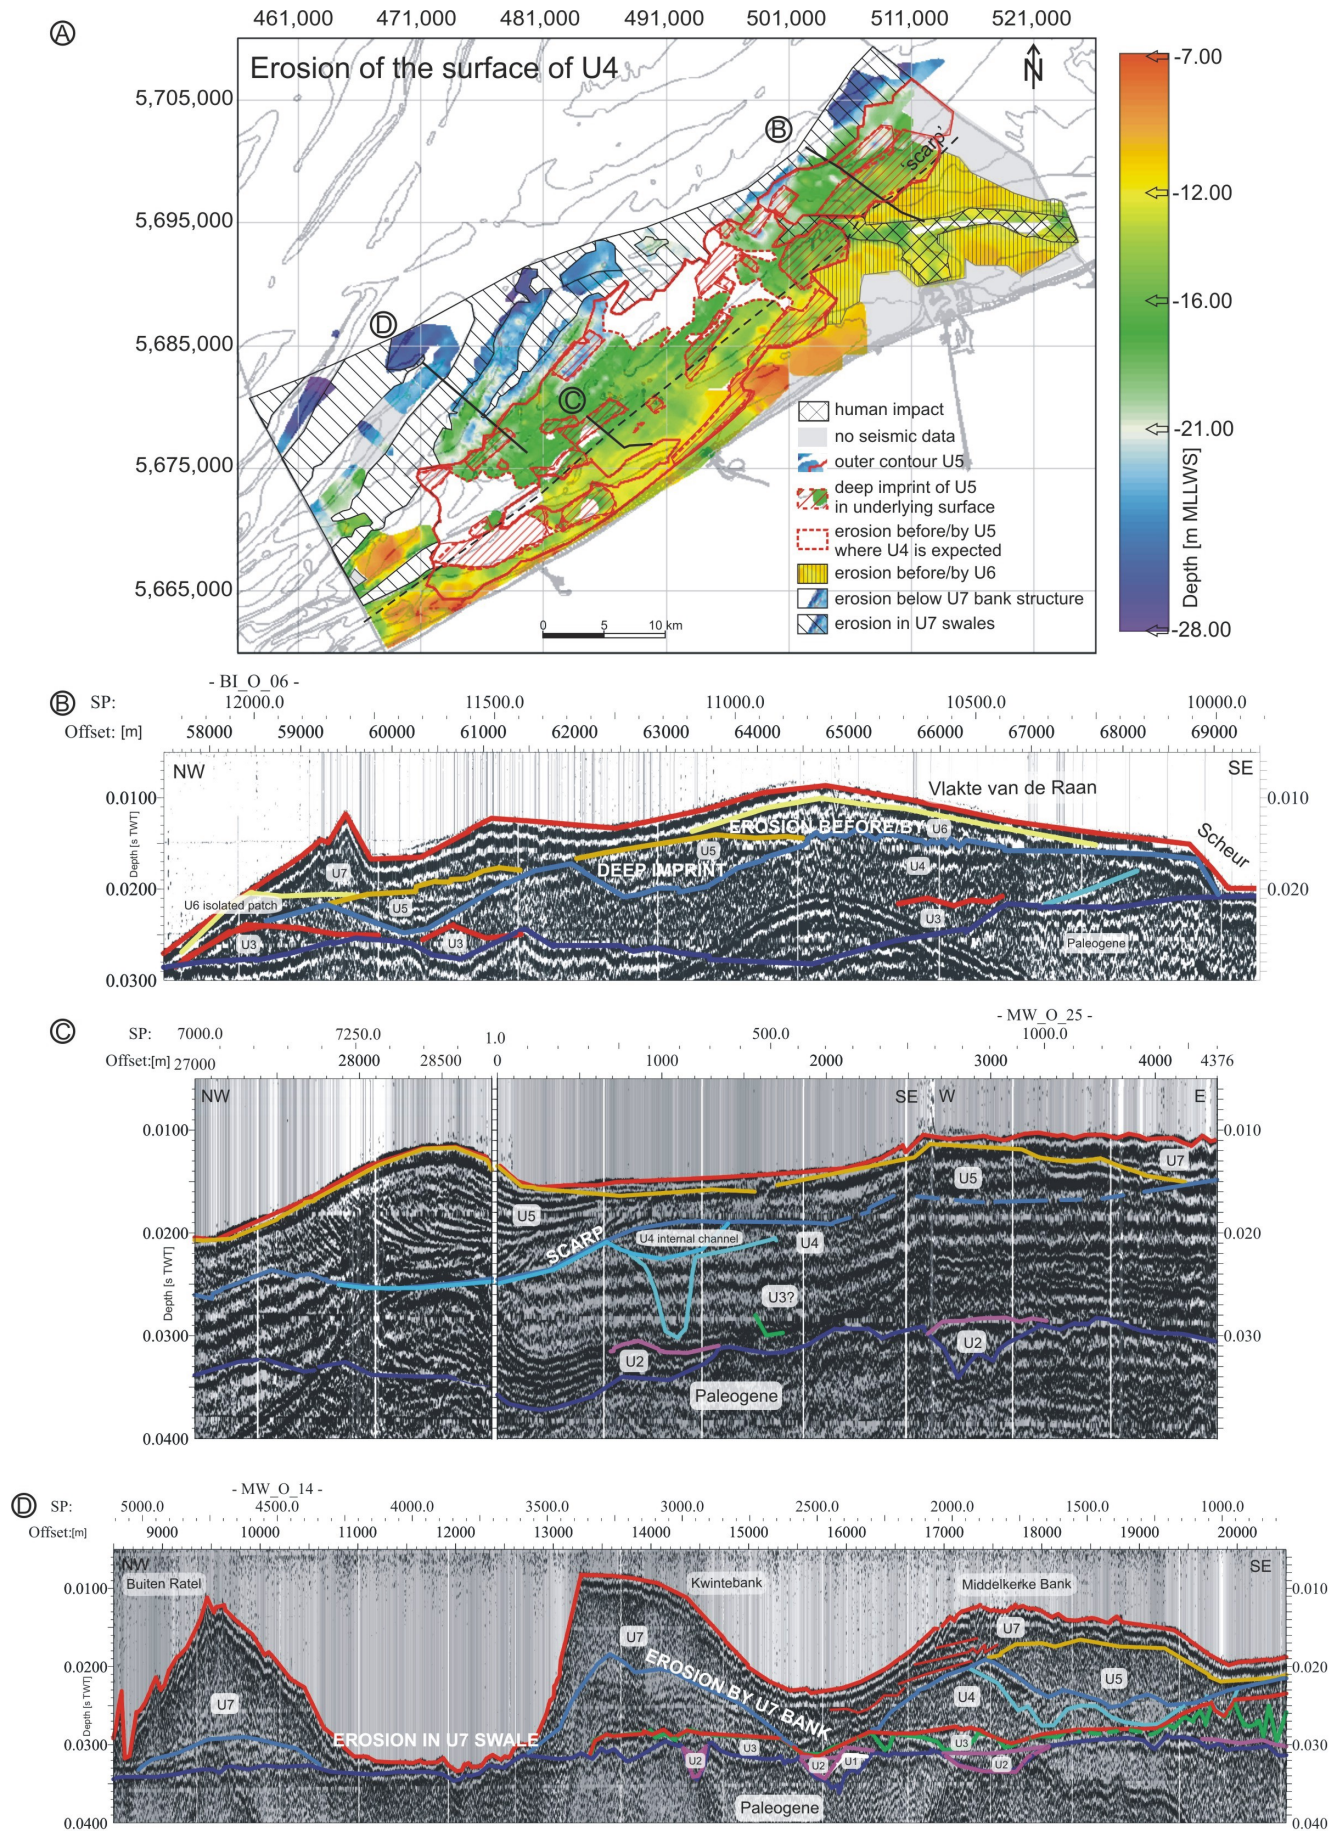 A
461,000 471,000 481,000 491,000 501,000 511,000 521,000
Erosion of the surface of U4
N
-7.00
5,705,000
B
'scarp'
-12.00
5,695,000
-16.00
D
5,685,000
C
human impact
no seismic data
-21.00
5,675,000
outer contour U5
deep imprint of U5
in underlying surface
erosion before/by U5
where U4 is expected
Depth [m MLLWS]
5,665,000
erosion before/by U6
erosion below U7 bank structure
erosion in U7 swales
0 5 10 km
-28.00
B
- BI_O_06 -
SP: 12000.0 11500.0 11000.0 10500.0 10000.0
Offset: [m] 58000 59000 60000 61000 62000 63000 64000 65000 66000 67000 68000 69000
NW SE
Vlakte van de Raan
0.0100 0.010
Depth [s TWT]
EROSION BEFORE/BY U6
Scheur
U5
U4
U7
DEEP IMPRINT
0.0200 0.020
U6 isolated patch
U5
U3
U3 U3
Paleogene
0.0300
C
- MW_O_25 -
SP: 7000.0 7250.0 1.0 500.0 1000.0
Offset:[m] 27000 28000 28500 0 1000 2000 3000 4000 4376
NW SE W E
0.0100 0.010
U7
U5
U5
0.0200 0.020
SCARP
U4 internal channel
U4
Depth [s TWT]
U3?
0.0300 0.030
U2
U2
Paleogene
0.0400
D
- MW_O_14 -
SP: 5000.0 4500.0 4000.0 3500.0 3000.0 2500.0 2000.0 1500.0 1000.0
Offset:[m] 9000 10000 11000 12000 13000 14000 15000 16000 17000 18000 19000 20000
NW SE
Buiten Ratel Kwintebank Middelkerke Bank
0.0100 0.010
U7
U7
EROSION BY U7 BANK
0.0200 0.020
U5
Depth [s TWT]
U4
U7
EROSION IN U7 SWALE
0.0300 0.030
U3 U3
U2 U2 U1 U2
Paleogene
0.0400 0.040